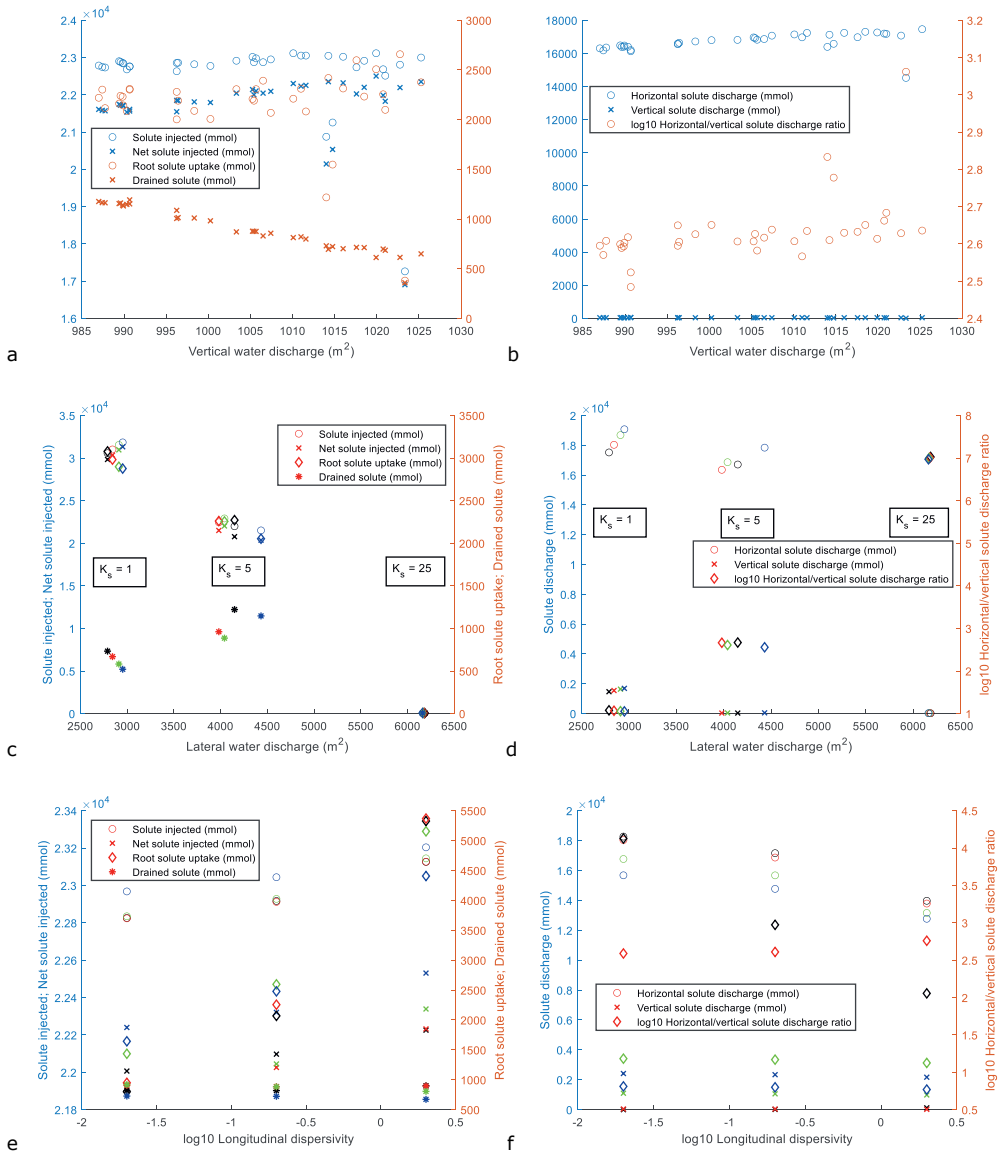 ×10^4
2.4 2.3 2.2 2.1 2 1.9 1.8 1.7 1.6
3000 2500 2000 1500 1000 500 0
Solute injected (mmol)
Net solute injected (mmol)
Root solute uptake (mmol)
Drained solute (mmol)
985 990 995 1000 1005 1010 1015 1020 1025 1030
Vertical water discharge (m²)
a
18000 16000 14000 12000 10000 8000 6000 4000 2000 0
3.2 3.1 3 2.9 2.8 2.7 2.6 2.5 2.4
Horizontal solute discharge (mmol)
Vertical solute discharge (mmol)
log10 Horizontal/vertical solute discharge ratio
985 990 995 1000 1005 1010 1015 1020 1025 1030
Vertical water discharge (m²)
b
×10^4
Solute injected; Net solute injected (mmol)
3.5 3 2.5 2 1.5 1 0.5 0
3500 3000 2500 2000 1500 1000 500 0
Root solute uptake; Drained solute (mmol)
Solute injected (mmol)
Net solute injected (mmol)
Root solute uptake (mmol)
Drained solute (mmol)
K_s = 1
K_s = 5
K_s = 25
2500 3000 3500 4000 4500 5000 5500 6000 6500
Lateral water discharge (m²)
c
×10^4
Solute discharge (mmol)
2 1.8 1.6 1.4 1.2 1 0.8 0.6 0.4 0.2 0
8 7 6 5 4 3 2 1
log10 Horizontal/vertical solute discharge ratio
K_s = 1
K_s = 5
K_s = 25
Horizontal solute discharge (mmol)
Vertical solute discharge (mmol)
log10 Horizontal/vertical solute discharge ratio
2500 3000 3500 4000 4500 5000 5500 6000 6500
Lateral water discharge (m²)
d
×10^4
Solute injected; Net solute injected (mmol)
2.34 2.32 2.3 2.28 2.26 2.24 2.22 2.2 2.18
5500 5000 4500 4000 3500 3000 2500 2000 1500 1000 500
Root solute uptake; Drained solute (mmol)
Solute injected (mmol)
Net solute injected (mmol)
Root solute uptake (mmol)
Drained solute (mmol)
-2 -1.5 -1 -0.5 0 0.5
log10 Longitudinal dispersivity
e
×10^4
Solute discharge (mmol)
2 1.8 1.6 1.4 1.2 1 0.8 0.6 0.4 0.2 0
4.5 4 3.5 3 2.5 2 1.5 1 0.5
log10 Horizontal/vertical solute discharge ratio
Horizontal solute discharge (mmol)
Vertical solute discharge (mmol)
log10 Horizontal/vertical solute discharge ratio
-2 -1.5 -1 -0.5 0 0.5
log10 Longitudinal dispersivity
f